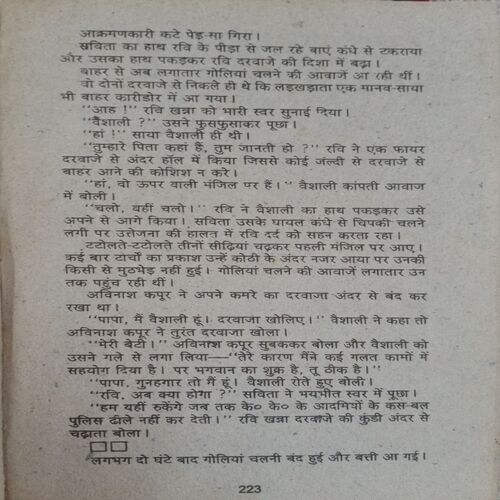 आक्रमणकारी कटे पेड़-सा गिरा।
सविता का हाथ रवि के पीड़ा से जल रहे बाएं कंधे से टकराया
और उसका हाथ पकड़कर रवि दरवाजे की दिशा में बढ़ा।
बाहर से अब लगातार गोलियां चलने की आवाजें आ रही थीं।
वो दोनों दरवाजे से निकले ही थे कि लड़खड़ाता एक मानव-साया
भी बाहर कारीडोर में आ गया।
‘‘आह !’’ रवि खन्ना को भारी स्वर सुनाई दिया।
‘‘वैशाली ?’’ उसने फुसफुसाकर पूछा।
‘‘हां !’’ साया वैशाली ही थी।
‘‘तुम्हारे पिता कहां हैं, तुम जानती हो ?’’ रवि ने एक फायर
दरवाजे से अंदर हॉल में किया जिससे कोई जल्दी से दरवाजे से
बाहर आने की कोशिश न करे।
‘‘हां, वो ऊपर वाली मंजिल पर हैं।’’ वैशाली कांपती आवाज
में बोली।
‘‘चलो, वहीं चलो।’’ रवि ने वैशाली का हाथ पकड़कर उसे
अपने से आगे किया। सविता उसके घायल कंधे से चिपकी चलने
लगी पर उत्तेजना की हालत में रवि दर्द को सहन करता रहा।
टटोलते-टटोलते तीनों सीढ़ियां चढ़कर पहली मंजिल पर आए।
कई बार टोर्चों का प्रकाश उन्हें कोठी के अंदर नजर आया पर उनकी
किसी से मुठभेड़ नहीं हुई। गोलियां चलने की आवाजें लगातार उन
तक पहुंच रही थीं।
अविनाश कपूर ने अपने कमरे का दरवाजा अंदर से बंद कर
रखा था।
‘‘पापा, मैं वैशाली हूं। दरवाजा खोलिए।’’ वैशाली ने कहा तो
अविनाश कपूर ने तुरंत दरवाजा खोला।
‘‘मेरी बेटी।’’ अविनाश कपूर सुबककर बोला और वैशाली को
उसने गले से लगा लिया—‘‘तेरे कारण मैंने कई गलत कामों में
सहयोग दिया है। पर भगवान का शुक्र है, तू ठीक है।’’
‘‘पापा, गुनहगार तो मैं हूं। वैशाली रोते हुए बोली।
‘‘रवि, अब क्या होगा ?’’ सविता ने भयभीत स्वर में पूछा।
‘‘हम यहीं रुकेंगे जब तक के० के० के आदमियों के कस-बल
पुलिस ढीले नहीं कर देती।’’ रवि खन्ना दरवाजे की कुंडी अंदर से
चढ़ाता बोला।
लगभग दो घंटे बाद गोलियां चलनी बंद हुई और बत्ती आ गई।
223